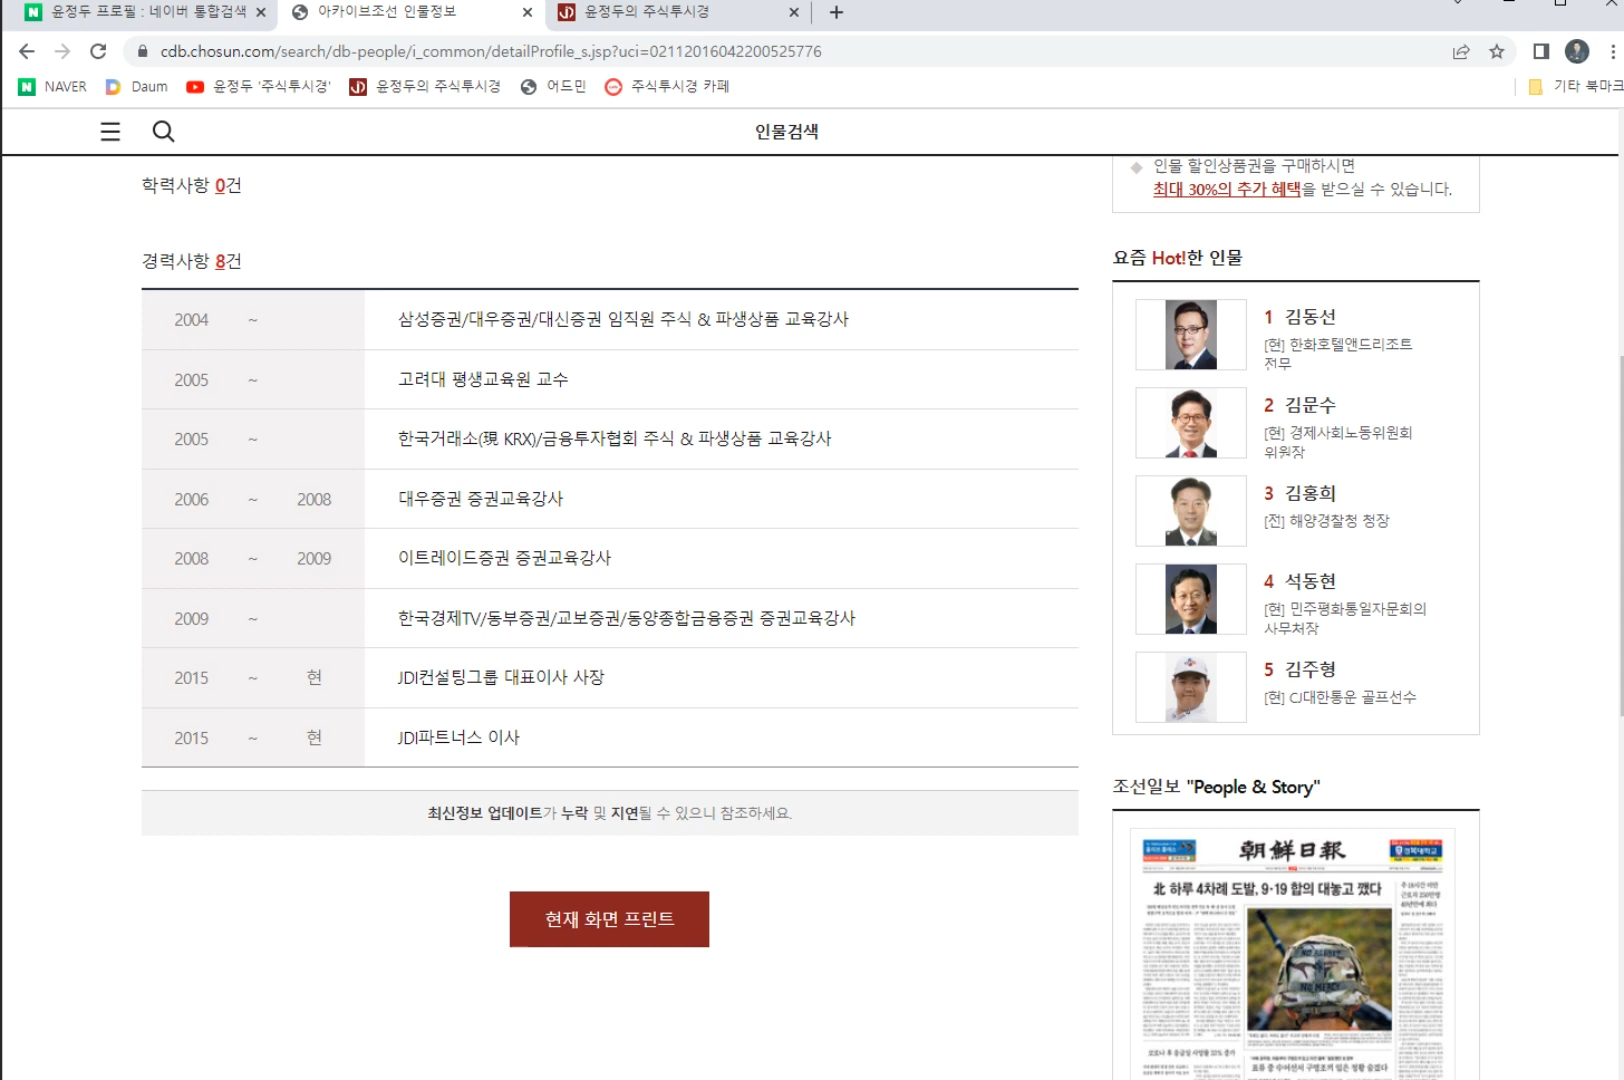 윤정두 프로필 : 네이버 통합검색
아카이브조선 인물정보
윤정두의 주식투시경
cdb.chosun.com/search/db-people/i_common/detailProfile_s.jsp?uci=02112016042200525776
NAVER
Daum
윤정두 '주식투시경'
윤정두의 주식투시경
어드민
주식투시경 카페
기타 북마크
인물검색
학력사항 0건
경력사항 8건
2004 ~ 삼성증권/대우증권/대신증권 임직원 주식 & 파생상품 교육강사
2005 ~ 고려대 평생교육원 교수
2005 ~ 한국거래소(現 KRX)/금융투자협회 주식 & 파생상품 교육강사
2006 ~ 2008 대우증권 증권교육강사
2008 ~ 2009 이트레이드증권 증권교육강사
2009 ~ 한국경제TV/동부증권/교보증권/동양종합금융증권 증권교육강사
2015 ~ 현 JDI컨설팅그룹 대표이사 사장
2015 ~ 현 JDI파트너스 이사
최신정보 업데이트가 누락 및 지연될 수 있으니 참조하세요.
현재 화면 프린트
인물 할인상품권을 구매하시면
최대 30%의 추가 혜택을 받으실 수 있습니다.
요즘 Hot!한 인물
1 김동선
[현] 한화호텔앤드리조트
전무
2 김문수
[현] 경제사회노동위원회
위원장
3 김홍희
[전] 해양경찰청 청장
4 석동현
[현] 민주평화통일자문회의
사무처장
5 김주형
[현] CJ대한통운 골프선수
조선일보 "People & Story"
朝鮮日報
경북대학교
北 하루 4차례 도발, 9·19 합의 대놓고 깼다
NO MERCY